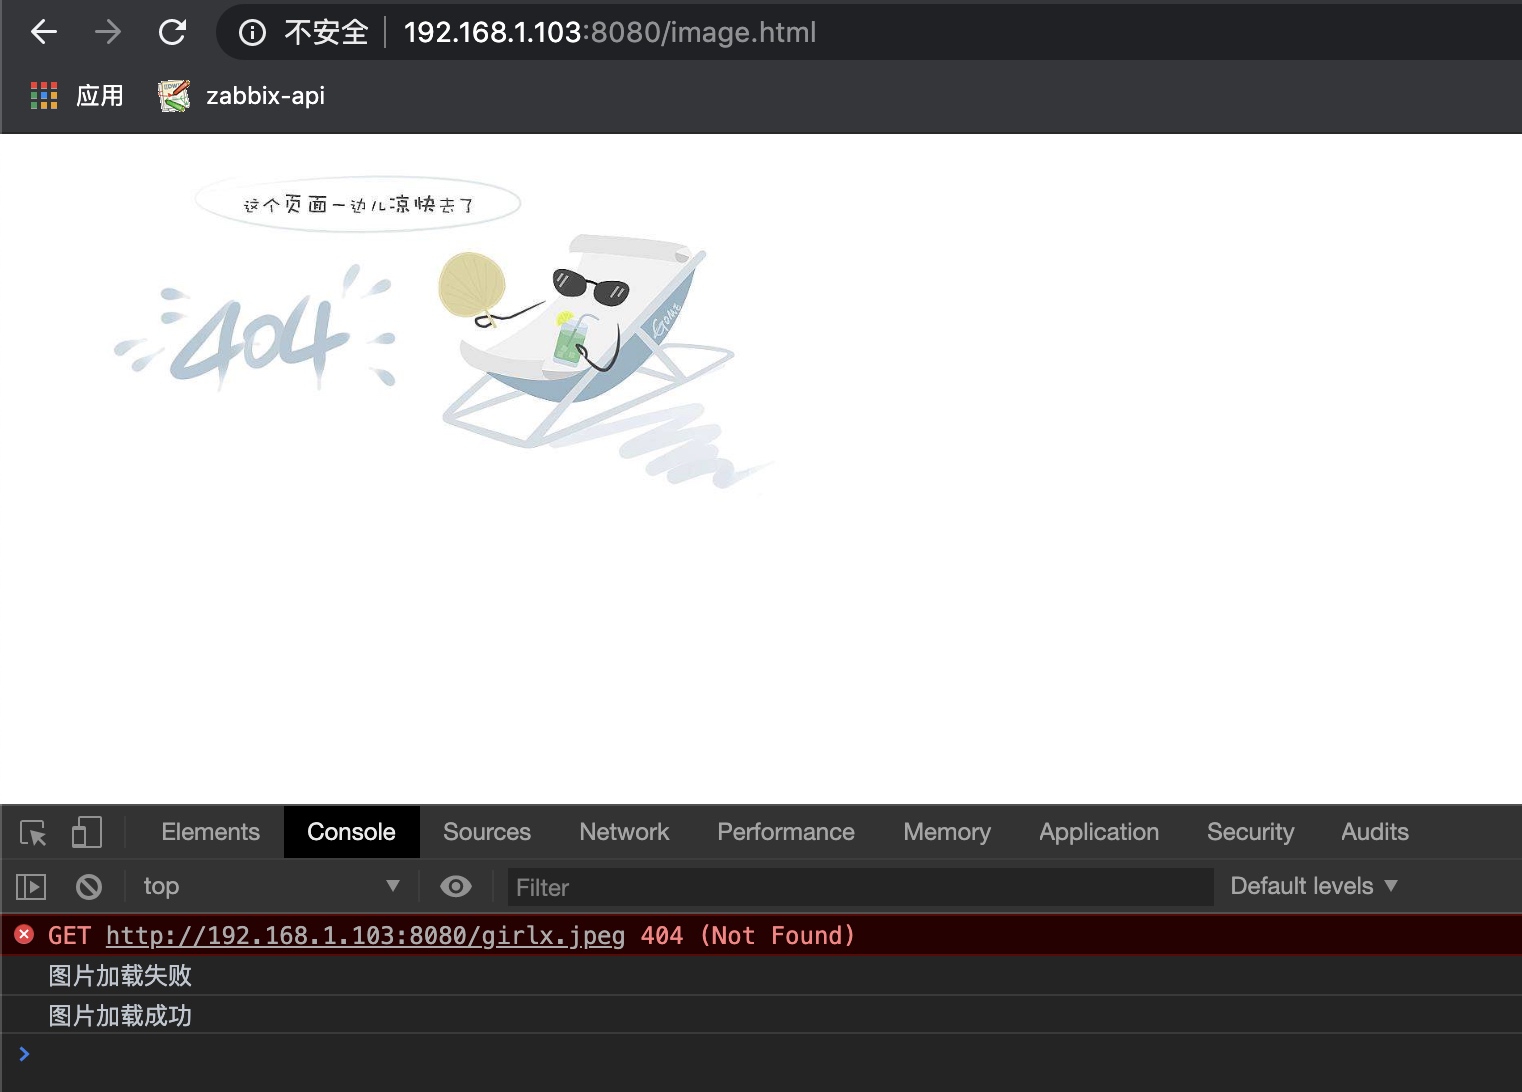 不安全 192.168.1.103:8080/image.html
应用 zabbix-api
这个页面一边儿凉快去了
404
Gome
Elements Console Sources Network Performance Memory Application Security Audits
top Filter Default levels
GET http://192.168.1.103:8080/girlx.jpeg 404 (Not Found)
图片加载失败
图片加载成功